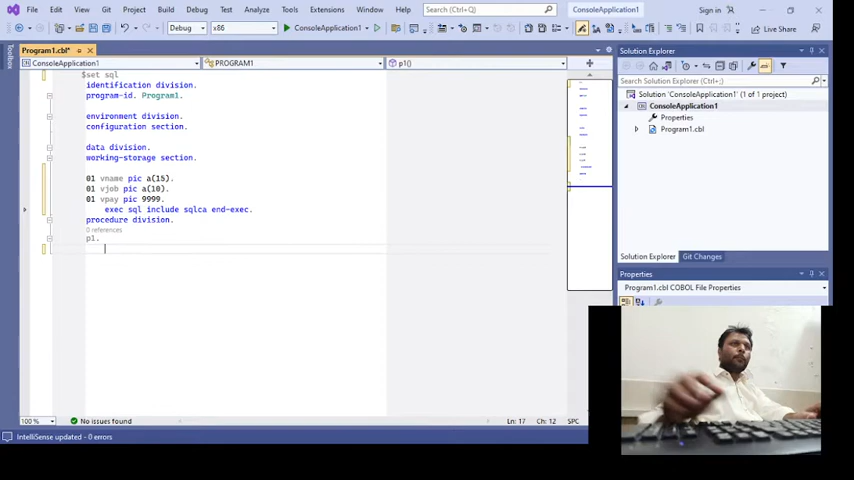 File Edit View Git Project Build Debug Test Analyze Tools Extensions Window Help Search (Ctrl+Q) ConsoleApplication1 Sign in
Debug x86 ConsoleApplication1 Live Share
Toolbox
Program1.cbl*
ConsoleApplication1 PROGRAM1 p1()
$set sql
identification division.
program-id. Program1.
environment division.
configuration section.
data division.
working-storage section.
01 vname pic a(15).
01 vjob pic a(10).
01 vpay pic 9999.
exec sql include sqlca end-exec.
procedure division.
0 references
p1.
100 % No issues found Ln: 17 Ch: 12 SPC
IntelliSense updated - 0 errors
Solution Explorer
Search Solution Explorer (Ctrl+;)
Solution 'ConsoleApplication1' (1 of 1 project)
ConsoleApplication1
Properties
Program1.cbl
Solution Explorer Git Changes
Properties
Program1.cbl COBOL File Properties